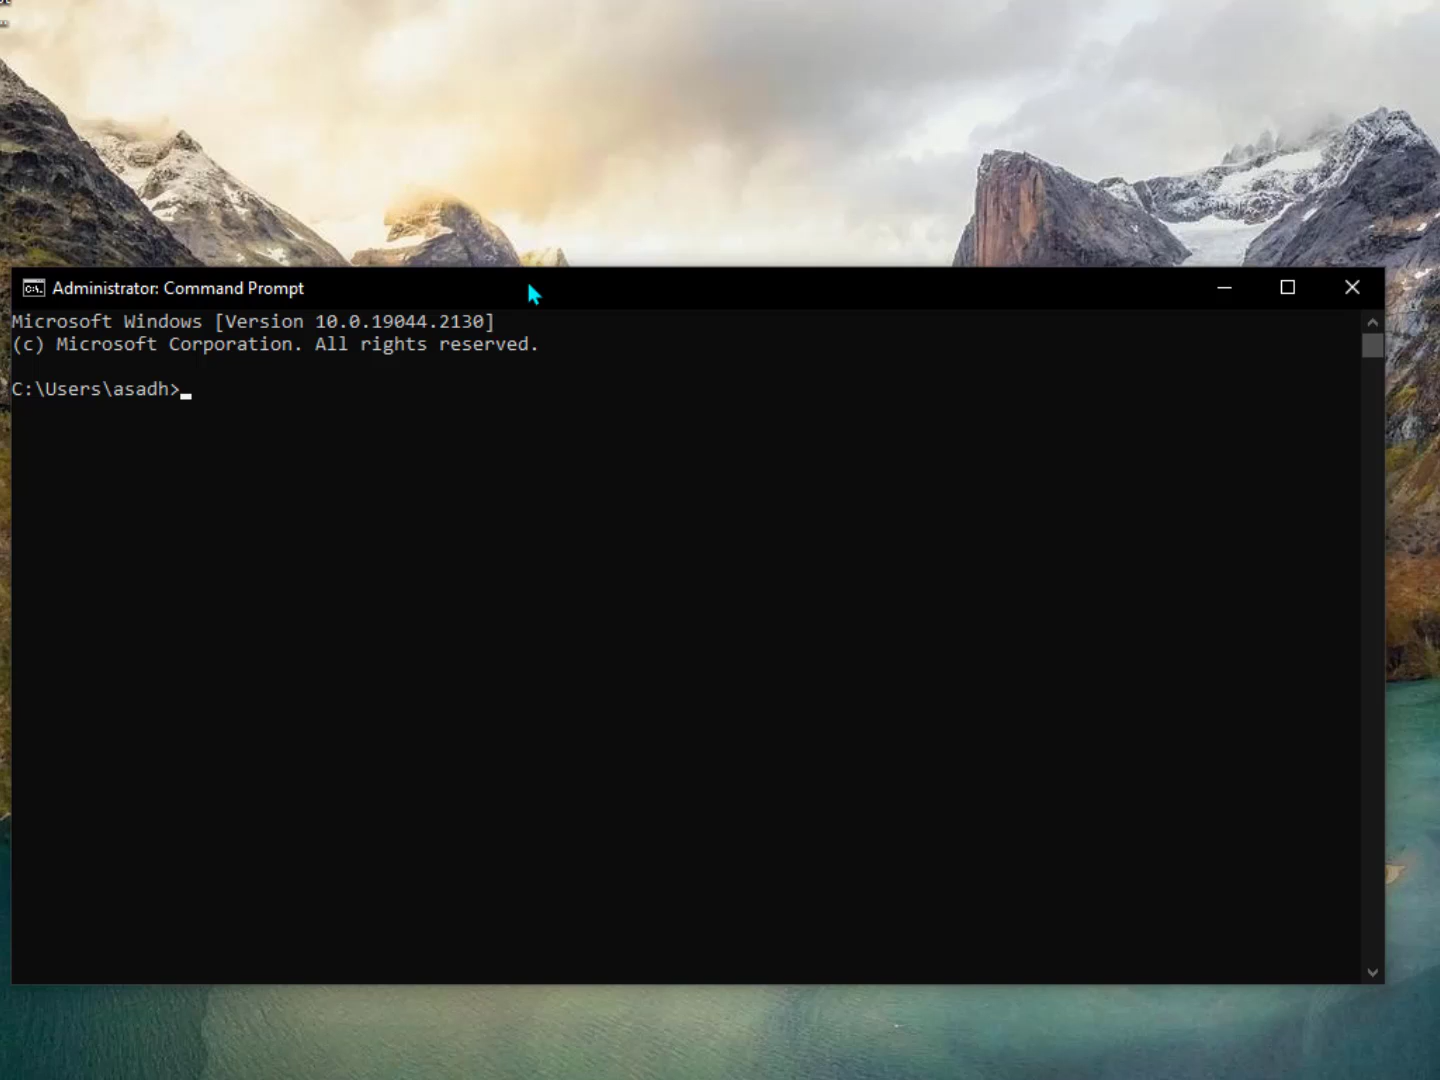 Administrator: Command Prompt
Microsoft Windows [Version 10.0.19044.2130]
(c) Microsoft Corporation. All rights reserved.
C:\Users\asadh>